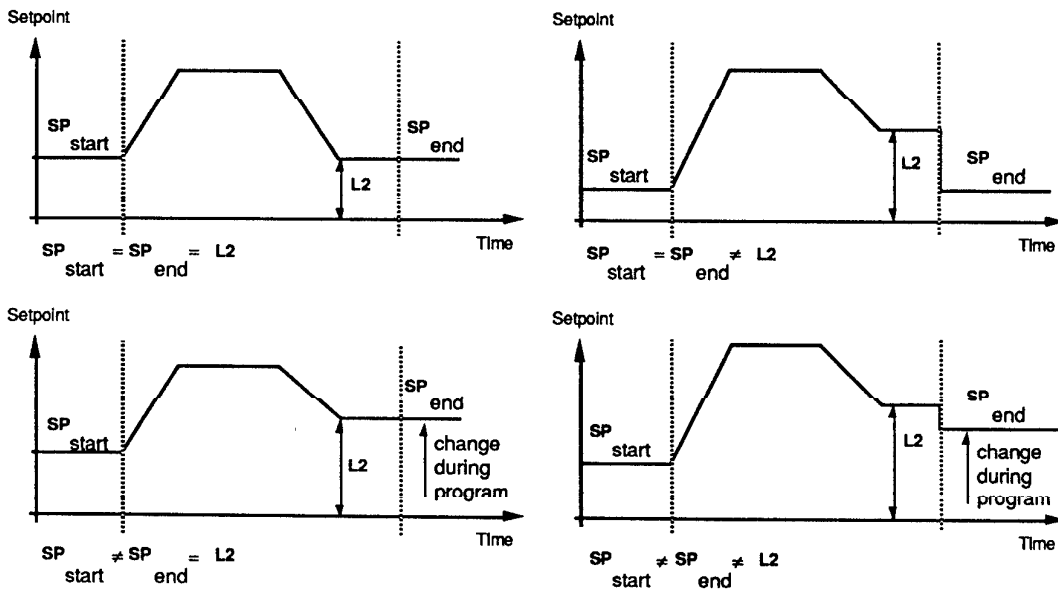 Setpoint
SP
start
SP
end
L2
Time
SP = SP = L2
start end
Setpoint
SP
start
SP
end
L2
Time
SP = SP ≠ L2
start end
Setpoint
SP
start
SP
end
L2
change
during
program
Time
SP ≠ SP = L2
start end
Setpoint
SP
start
SP
end
L2
change
during
program
Time
SP ≠ SP ≠ L2
start end